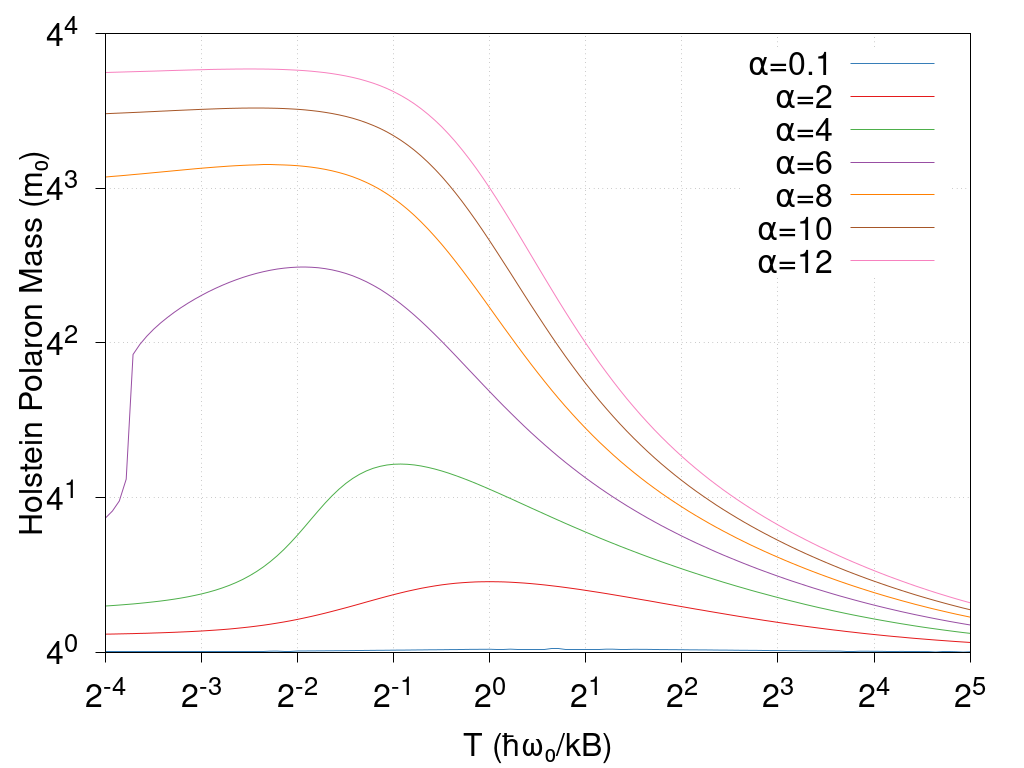 4⁴
4³
4²
4¹
4⁰
Holstein Polaron Mass (m₀)
α=0.1
α=2
α=4
α=6
α=8
α=10
α=12
2⁻⁴ 2⁻³ 2⁻² 2⁻¹ 2⁰ 2¹ 2² 2³ 2⁴ 2⁵
T (ħω₀/kB)